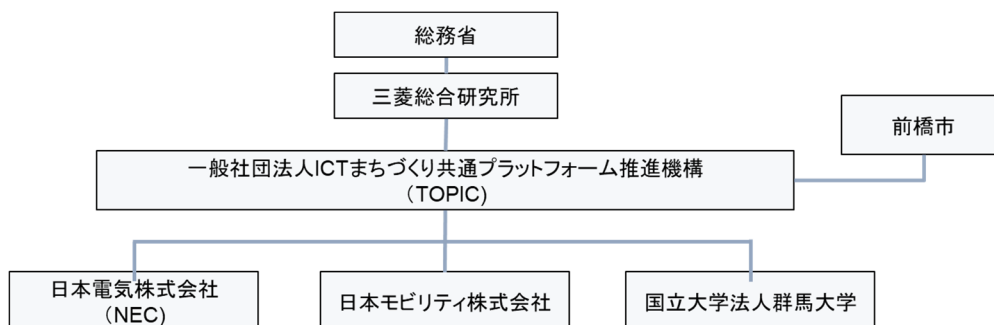 総務省
三菱総合研究所
前橋市
一般社団法人ICTまちづくり共通プラットフォーム推進機構
（TOPIC)
日本電気株式会社
(NEC)
日本モビリティ株式会社
国立大学法人群馬大学